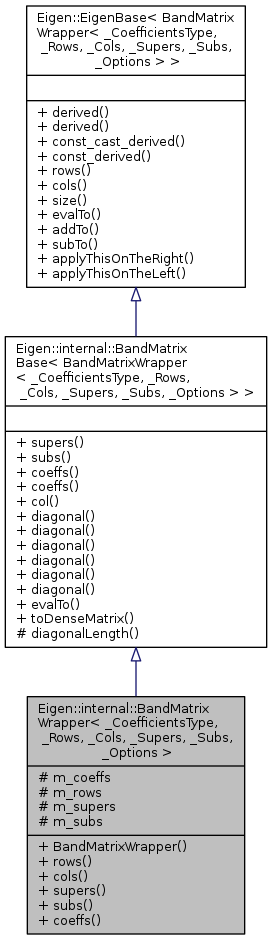 Eigen::EigenBase< BandMatrix
Wrapper< _CoefficientsType,
_Rows, _Cols, _Supers, _Subs,
_Options > >
+ derived()
+ derived()
+ const_cast_derived()
+ const_derived()
+ rows()
+ cols()
+ size()
+ evalTo()
+ addTo()
+ subTo()
+ applyThisOnTheRight()
+ applyThisOnTheLeft()
Eigen::internal::BandMatrix
Base< BandMatrixWrapper
< _CoefficientsType, _Rows,
_Cols, _Supers, _Subs, _Options > >
+ supers()
+ subs()
+ coeffs()
+ coeffs()
+ col()
+ diagonal()
+ diagonal()
+ diagonal()
+ diagonal()
+ diagonal()
+ diagonal()
+ evalTo()
+ toDenseMatrix()
# diagonalLength()
Eigen::internal::BandMatrix
Wrapper< _CoefficientsType,
_Rows, _Cols, _Supers, _Subs,
_Options >
# m_coeffs
# m_rows
# m_supers
# m_subs
+ BandMatrixWrapper()
+ rows()
+ cols()
+ supers()
+ subs()
+ coeffs()